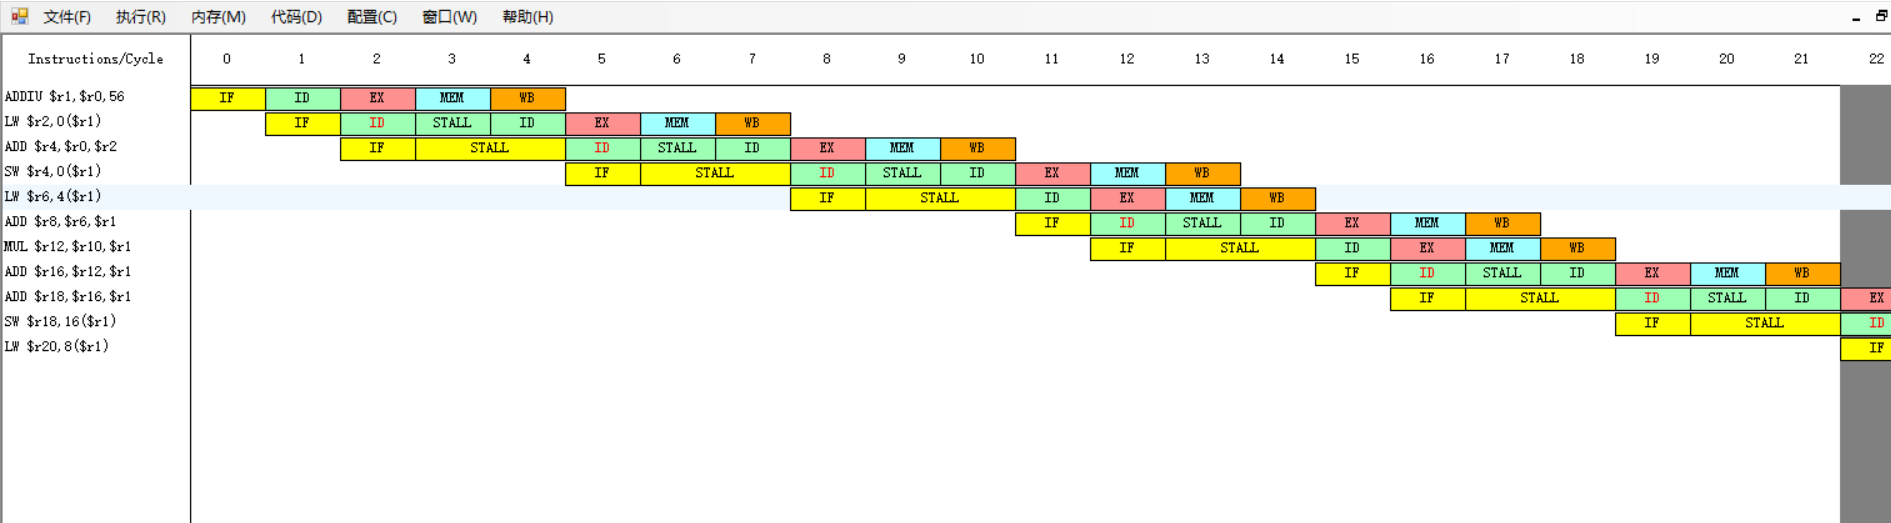 文件(F) 执行(R) 内存(M) 代码(D) 配置(C) 窗口(W) 帮助(H)
Instructions/Cycle 0 1 2 3 4 5 6 7 8 9 10 11 12 13 14 15 16 17 18 19 20 21 22
ADDIU $r1,$r0,56 IF ID EX MEM WB
LW $r2,0($r1) IF ID STALL ID EX MEM WB
ADD $r4,$r0,$r2 IF STALL ID STALL ID EX MEM WB
SW $r4,0($r1) IF STALL ID STALL ID EX MEM WB
LW $r6,4($r1) IF STALL ID EX MEM WB
ADD $r8,$r6,$r1 IF ID STALL ID EX MEM WB
MUL $r12,$r10,$r1 IF STALL ID EX MEM WB
ADD $r16,$r12,$r1 IF ID STALL ID EX MEM WB
ADD $r18,$r16,$r1 IF STALL ID STALL ID EX
SW $r18,16($r1) IF STALL ID
LW $r20,8($r1) IF